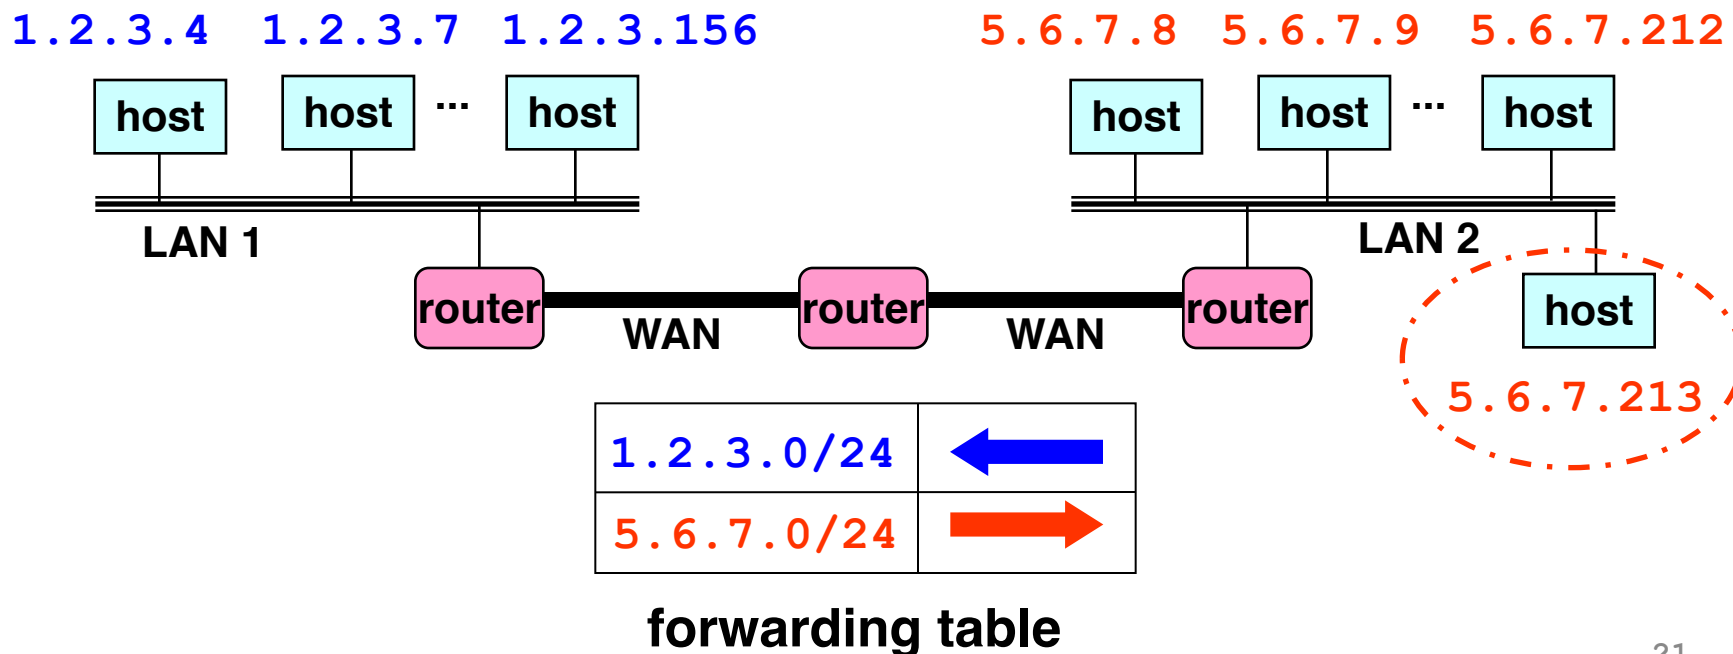 1.2.3.4 1.2.3.7 1.2.3.156 5.6.7.8 5.6.7.9 5.6.7.212
host host ... host host host ... host
LAN 1 LAN 2
router router router host
WAN WAN
5.6.7.213
1.2.3.0/24
5.6.7.0/24
forwarding table
21